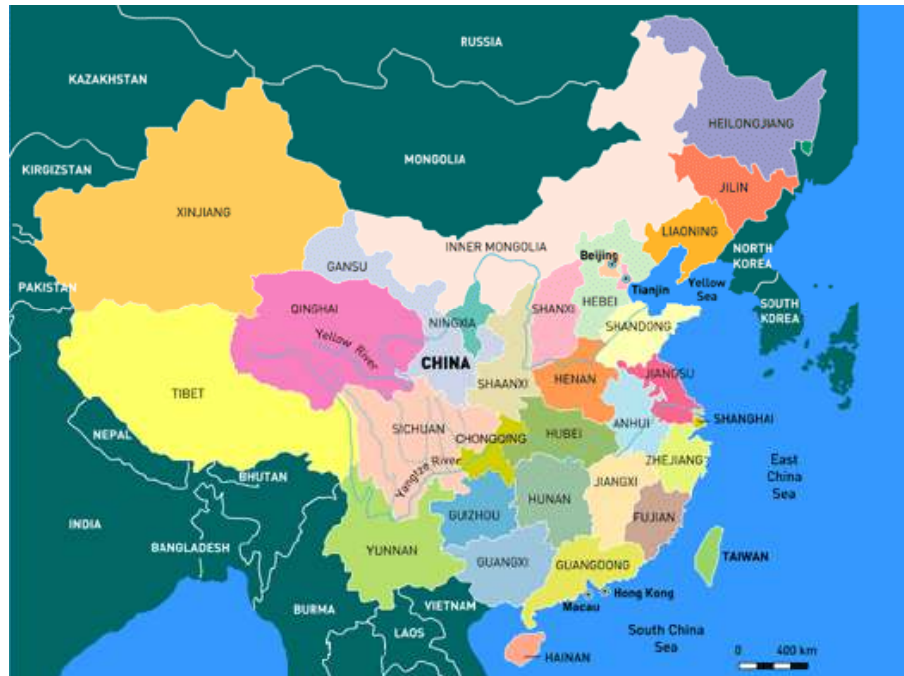 RUSSIA
KAZAKHSTAN
HEILONGJIANG
MONGOLIA
KIRGIZSTAN
JILIN
XINJIANG
LIAONING
INNER MONGOLIA
NORTH
KOREA
Beijing
GANSU
PAKISTAN
Tianjin
Yellow
Sea
QINGHAI
SHANXI
HEBEI
SOUTH
KOREA
NINGXIA
SHANDONG
Yellow River
CHINA
JIANGSU
HENAN
SHAANXI
TIBET
SHANGHAI
SICHUAN
ANHUI
NEPAL
CHONGQING
HUBEI
ZHEJIANG
East
China
Sea
Yangtze River
BHUTAN
JIANGXI
HUNAN
GUIZHOU
FUJIAN
INDIA
BANGLADESH
YUNNAN
TAIWAN
GUANGXI
GUANGDONG
Hong Kong
Macau
BURMA
VIETNAM
LAOS
South China
Sea
0 400 km
HAINAN